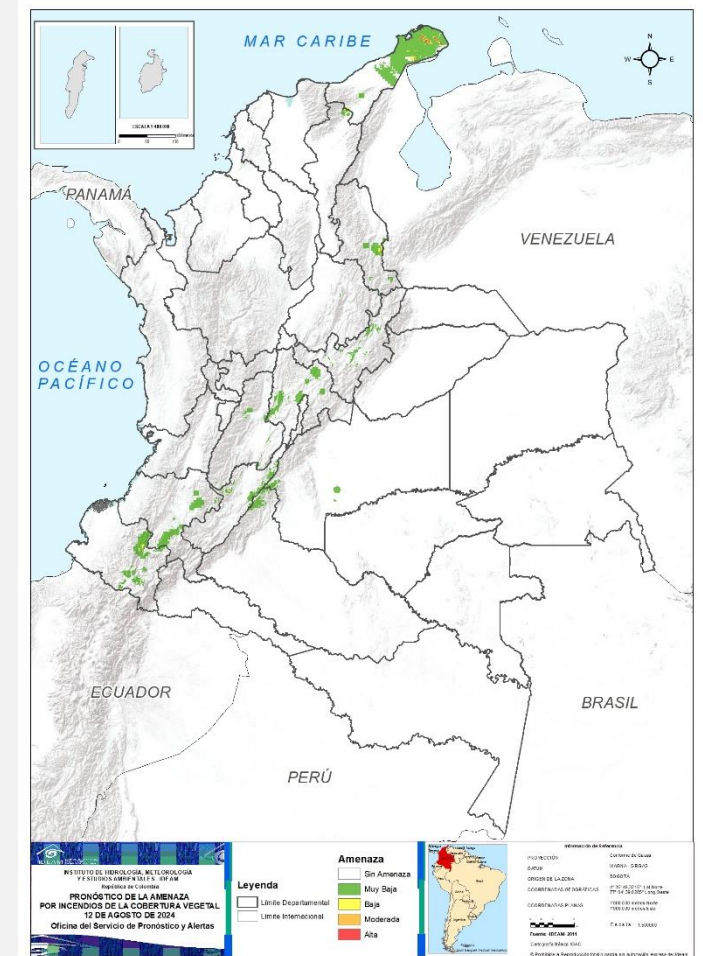 MAR CARIBE
N
W
E
S
PANAMÁ
VENEZUELA
OCÉANO
PACÍFICO
ECUADOR
BRASIL
PERÚ
IDEAM
INSTITUTO DE HIDROLOGÍA, METEOROLOGÍA
Y ESTUDIOS AMBIENTALES - IDEAM
República de Colombia
PRONÓSTICO DE LA AMENAZA
POR INCENDIOS DE LA COBERTURA VEGETAL
12 DE AGOSTO DE 2024
Oficina del Servicio de Pronóstico y Alertas
Leyenda
Límite Departamental
Límite Internacional
Amenaza
Sin Amenaza
Muy Baja
Baja
Moderada
Alta
Información de Referencia
PROYECCIÓN
DATUM
ORIGEN DE LA ZONA
BOGOTÁ
COORDENADAS GEOGRÁFICAS
COORDENADAS PLANAS
Fuente: IDEAM 2011